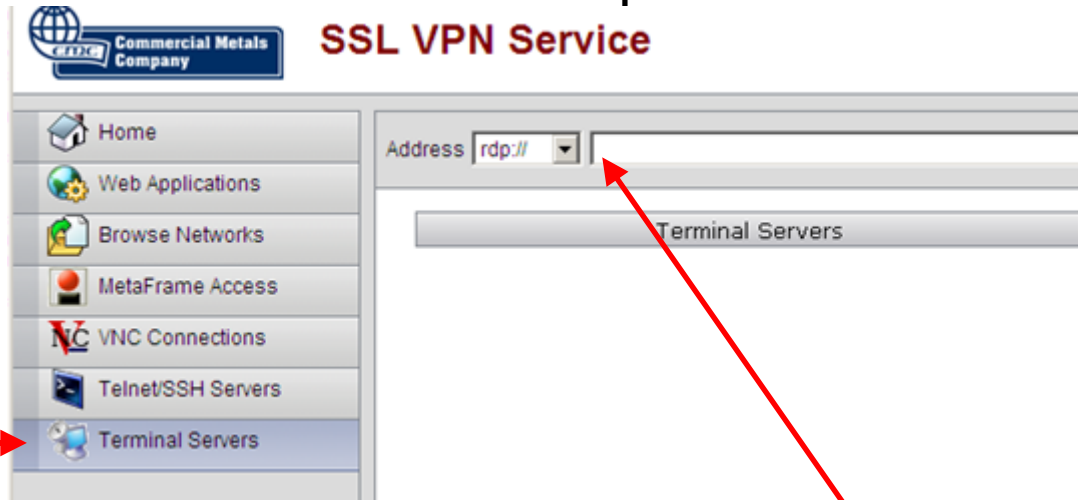 Commercial Metals
Company
CMC
SSL VPN Service
Home
Web Applications
Browse Networks
MetaFrame Access
VNC Connections
Telnet/SSH Servers
Terminal Servers
Address rdp://
Terminal Servers